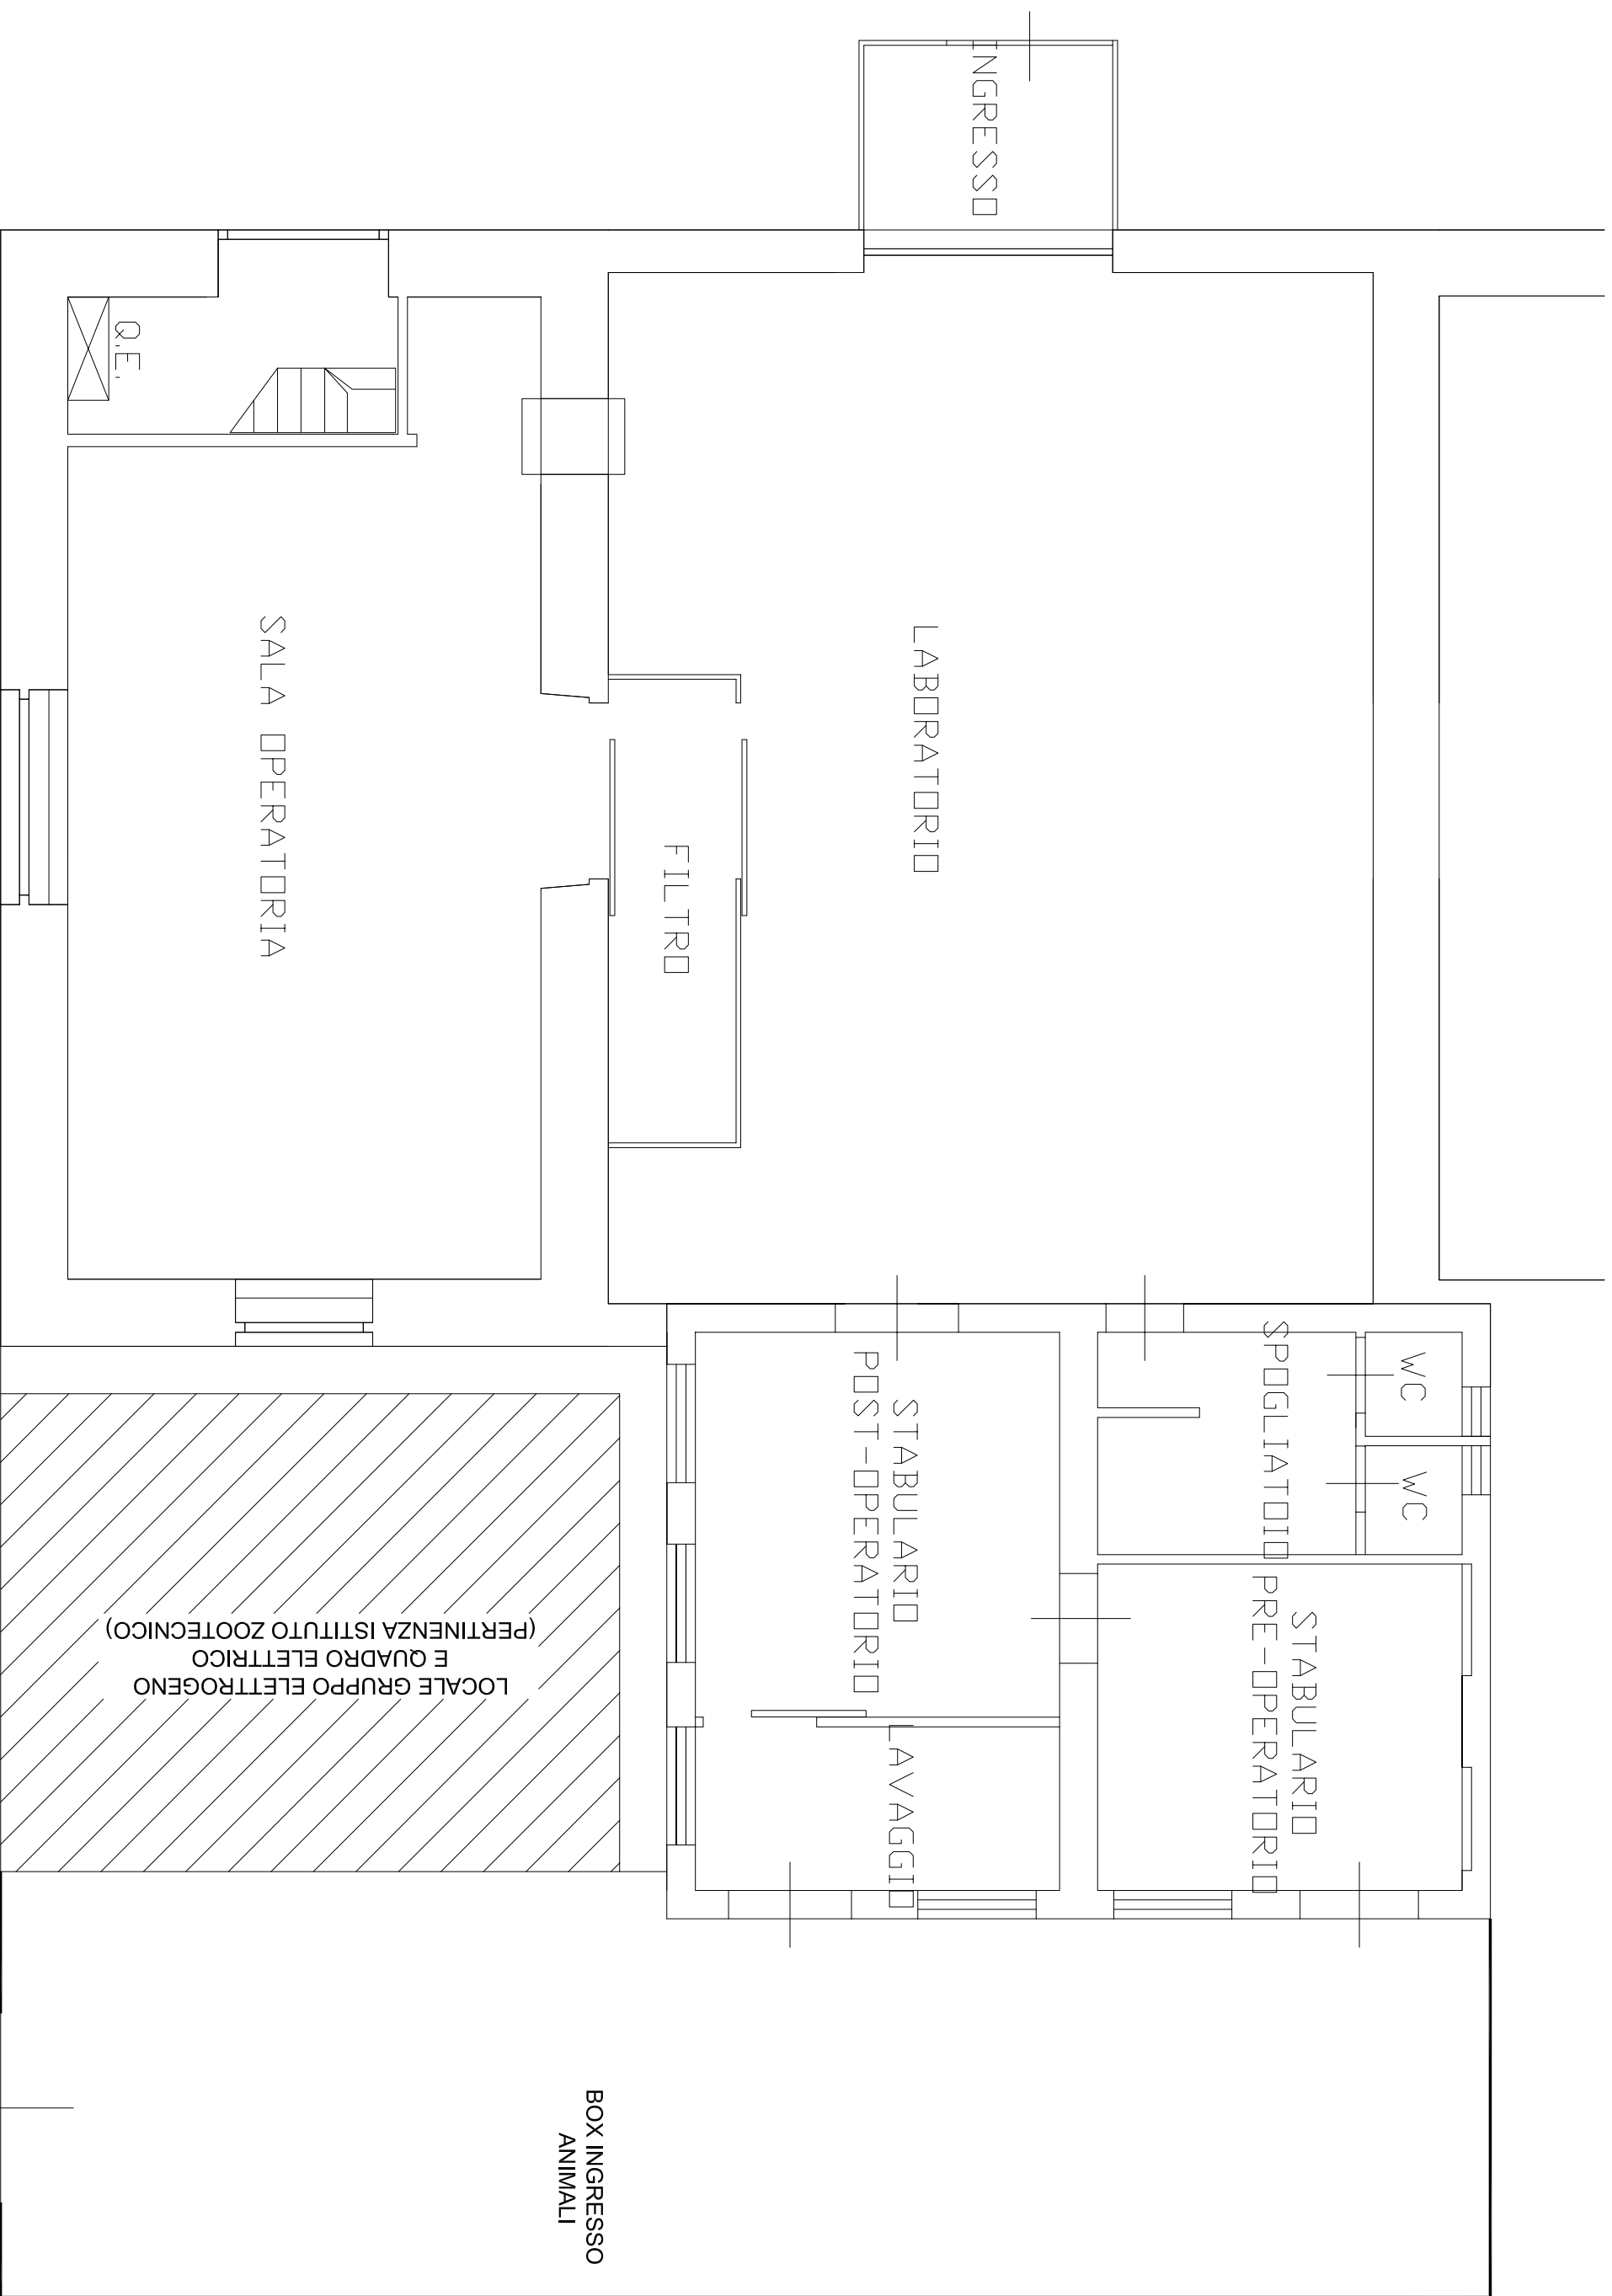 INGRESSO
Q.E.
SALA OPERATORIA
LABORATORIO
FILTRO
SPOGLIATOIO
WC
WC
STABULARIO
POST-OPERATORIO
STABULARIO
PRE-OPERATORIO
LAVAGGIO
LOCALE GRUPPO ELETTROGENO
E QUADRO ELETTRICO
(PERTINENZA ISTITUTO ZOOTECNICO)
BOX INGRESSO
ANIMALI